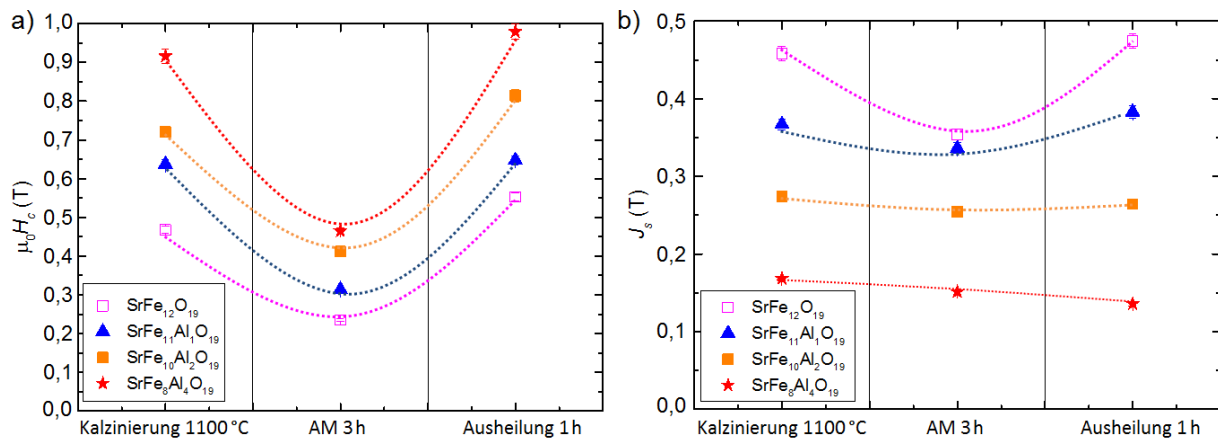 a)
1,0
0,9
0,8
0,7
0,6
0,5
0,4
0,3
0,2
0,1
0,0
μ₀H꜀ (T)
SrFe₁₂O₁₉
SrFe₁₁Al₁O₁₉
SrFe₁₀Al₂O₁₉
SrFe₈Al₄O₁₉
Kalzinierung 1100 °C
AM 3 h
Ausheilung 1 h
b)
0,5
0,4
0,3
0,2
0,1
0,0
Jₛ (T)
SrFe₁₂O₁₉
SrFe₁₁Al₁O₁₉
SrFe₁₀Al₂O₁₉
SrFe₈Al₄O₁₉
Kalzinierung 1100 °C
AM 3 h
Ausheilung 1 h